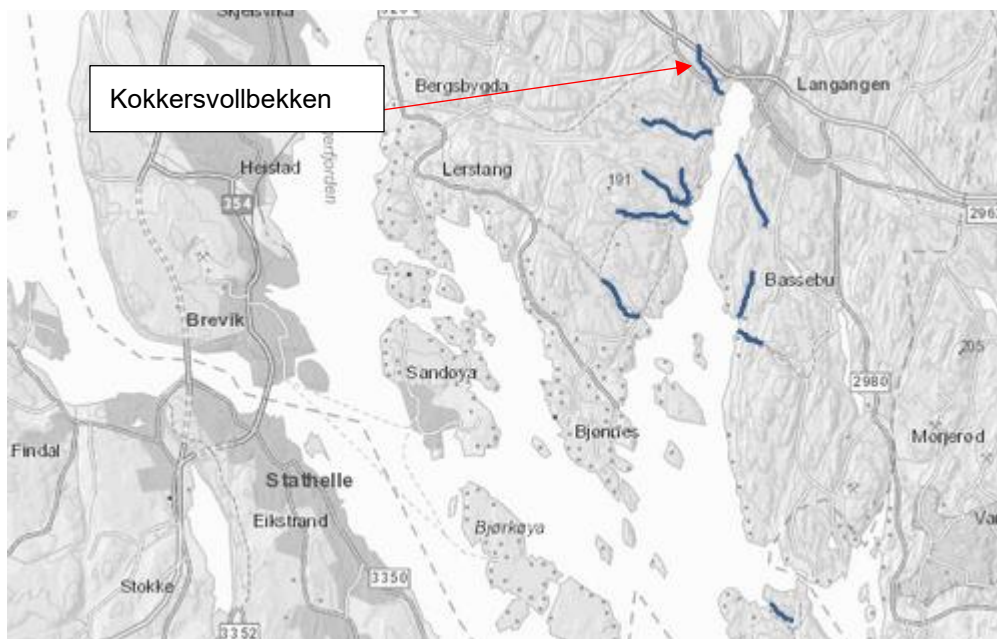 Skjelsvika
Kokkersvollbekken
Bergsbygda
Langangen
Heistad
Lerstang
191
354
Bassebu
Brevik
205
Sandøya
2980
Bjønnes
Mørjerød
Findal
Stathelle
Eikstrand
Bjørkøya
Stokke
3350
3352